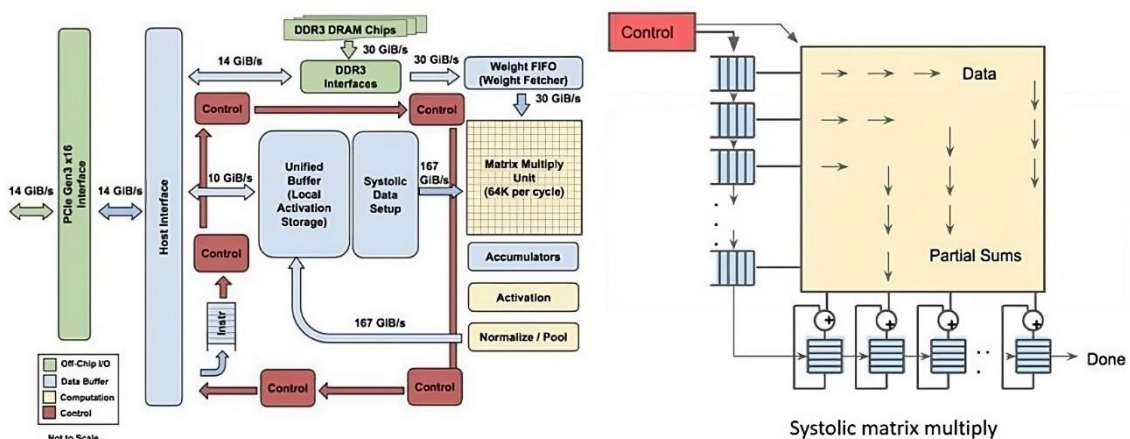 DDR3 DRAM Chips
30 GiB/s
14 GiB/s
DDR3
Interfaces
30 GiB/s
Weight FIFO
(Weight Fetcher)
30 GiB/s
Control
Control
Unified
Buffer
(Local
Activation
Storage)
Systolic
Data
Setup
167
GiB/s
Matrix Multiply
Unit
(64K per cycle)
14 GiB/s
PCIe Gen3 x16
Interface
14 GiB/s
Host Interface
10 GiB/s
Control
Accumulators
Activation
Instr
167 GiB/s
Normalize / Pool
Off-Chip I/O
Data Buffer
Computation
Control
Control
Control
Not to Scale
Control
Data
Partial Sums
+
+
+
+
Done
Systolic matrix multiply